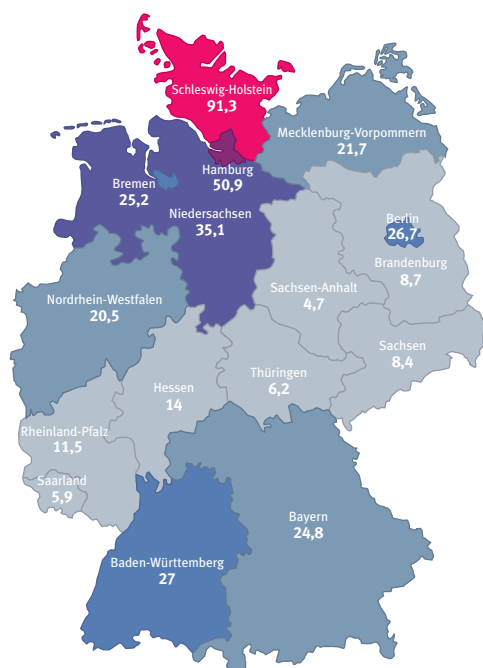 Schleswig-Holstein
91,3
Mecklenburg-Vorpommern
21,7
Hamburg
50,9
Bremen
25,2
Niedersachsen
35,1
Berlin
26,7
Brandenburg
8,7
Sachsen-Anhalt
4,7
Nordrhein-Westfalen
20,5
Sachsen
8,4
Thüringen
6,2
Hessen
14
Rheinland-Pfalz
11,5
Saarland
5,9
Bayern
24,8
Baden-Württemberg
27